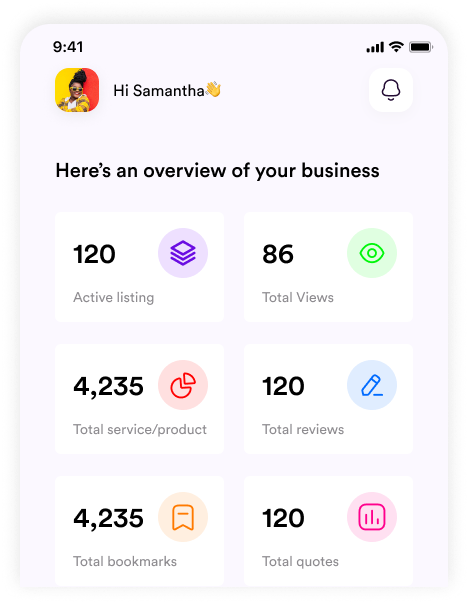 9:41
Hi Samantha👋
Here’s an overview of your business
120
Active listing
86
Total Views
4,235
Total service/product
120
Total reviews
4,235
Total bookmarks
120
Total quotes